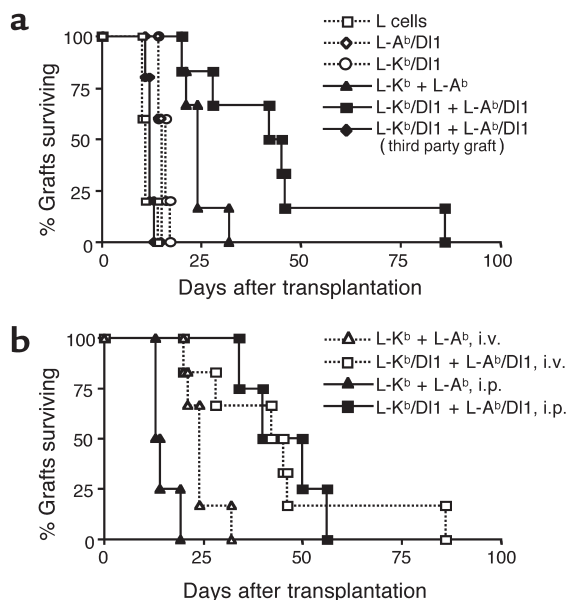 a
% Grafts surviving
100
75
50
25
0
0 25 50 75 100
Days after transplantation
L cells
L-Aᵇ/Dl1
L-Kᵇ/Dl1
L-Kᵇ + L-Aᵇ
L-Kᵇ/Dl1 + L-Aᵇ/Dl1
L-Kᵇ/Dl1 + L-Aᵇ/Dl1
(third party graft)
b
% Grafts surviving
100
75
50
25
0
0 25 50 75 100
Days after transplantation
L-Kᵇ + L-Aᵇ, i.v.
L-Kᵇ/Dl1 + L-Aᵇ/Dl1, i.v.
L-Kᵇ + L-Aᵇ, i.p.
L-Kᵇ/Dl1 + L-Aᵇ/Dl1, i.p.